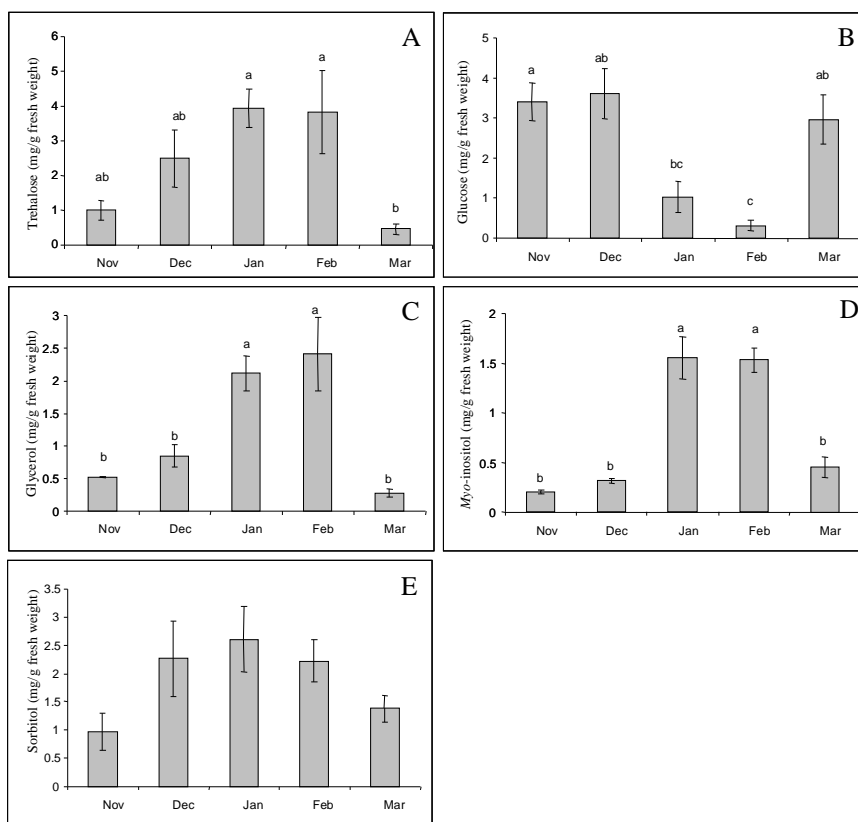 A
Trehalose (mg/g fresh weight)
6
5
4
3
2
1
0
ab
ab
a
a
b
Nov Dec Jan Feb Mar
B
Glucose (mg/g fresh weight)
5
4
3
2
1
0
a
ab
bc
c
ab
Nov Dec Jan Feb Mar
C
Glycerol (mg/g fresh weight)
3
2.5
2
1.5
1
0.5
0
b
b
a
a
b
Nov Dec Jan Feb Mar
D
Myo-inositol (mg/g fresh weight)
2
1.5
1
0.5
0
b
b
a
a
b
Nov Dec Jan Feb Mar
E
Sorbitol (mg/g fresh weight)
3.5
3
2.5
2
1.5
1
0.5
0
Nov Dec Jan Feb Mar